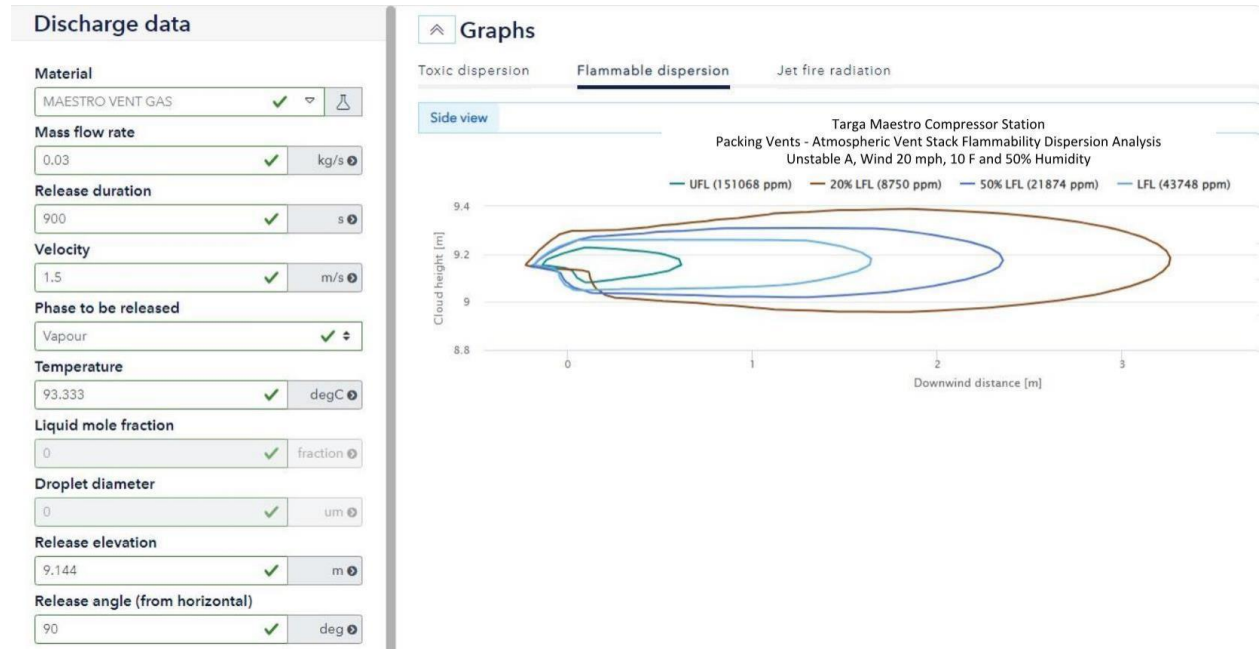 Discharge data
Material
MAESTRO VENT GAS
Mass flow rate
0.03 kg/s
Release duration
900 s
Velocity
1.5 m/s
Phase to be released
Vapour
Temperature
93.333 degC
Liquid mole fraction
0 fraction
Droplet diameter
0 um
Release elevation
9.144 m
Release angle (from horizontal)
90 deg
Graphs
Toxic dispersion Flammable dispersion Jet fire radiation
Side view
Targa Maestro Compressor Station
Packing Vents - Atmospheric Vent Stack Flammability Dispersion Analysis
Unstable A, Wind 20 mph, 10 F and 50% Humidity
UFL (151068 ppm) 20% LFL (8750 ppm) 50% LFL (21874 ppm) LFL (43748 ppm)
Cloud height [m]
9.4
9.2
9
8.8
0 1 2 3
Downwind distance [m]